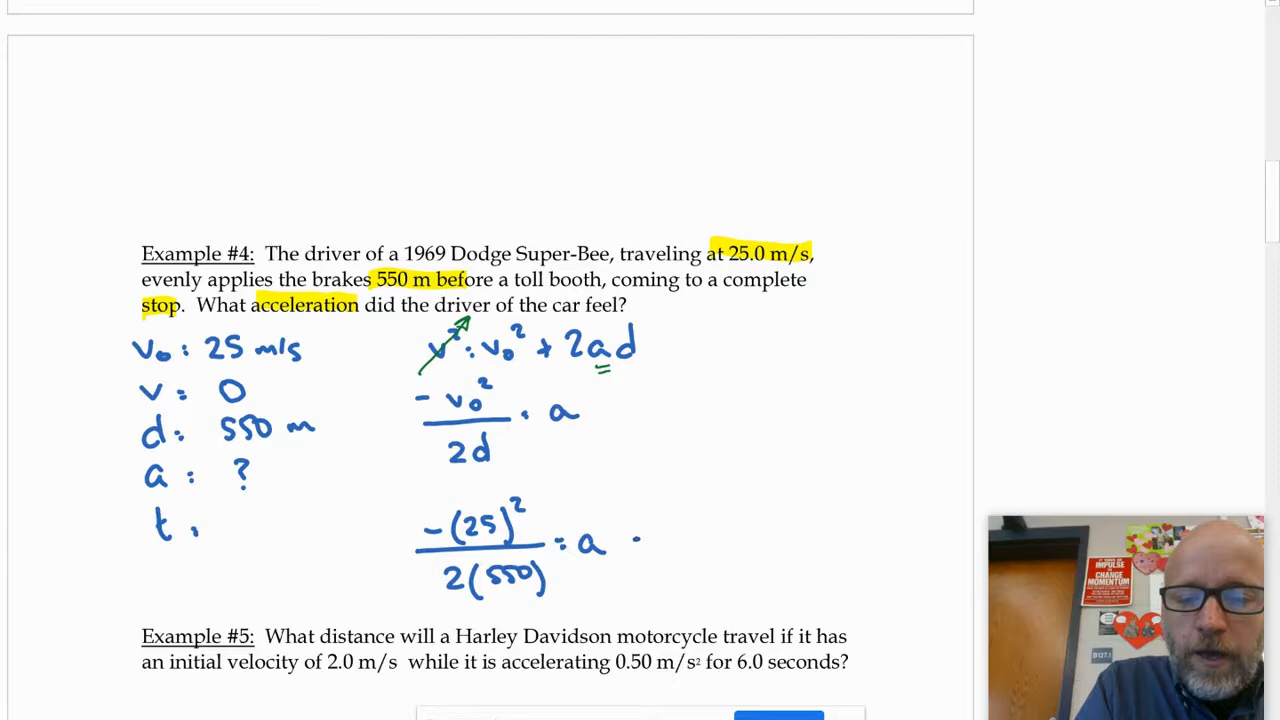 Example #4: The driver of a 1969 Dodge Super-Bee, traveling at 25.0 m/s,
evenly applies the brakes 550 m before a toll booth, coming to a complete
stop. What acceleration did the driver of the car feel?
v₀ : 25 m/s
v : 0
d : 550 m
a : ?
t :
v² = v₀² + 2ad
-v₀² / 2d = a
-(25)² / 2(550) = a
Example #5: What distance will a Harley Davidson motorcycle travel if it has
an initial velocity of 2.0 m/s while it is accelerating 0.50 m/s² for 6.0 seconds?
IMPULSE
CHANGE
MOMENTUM
B127.1